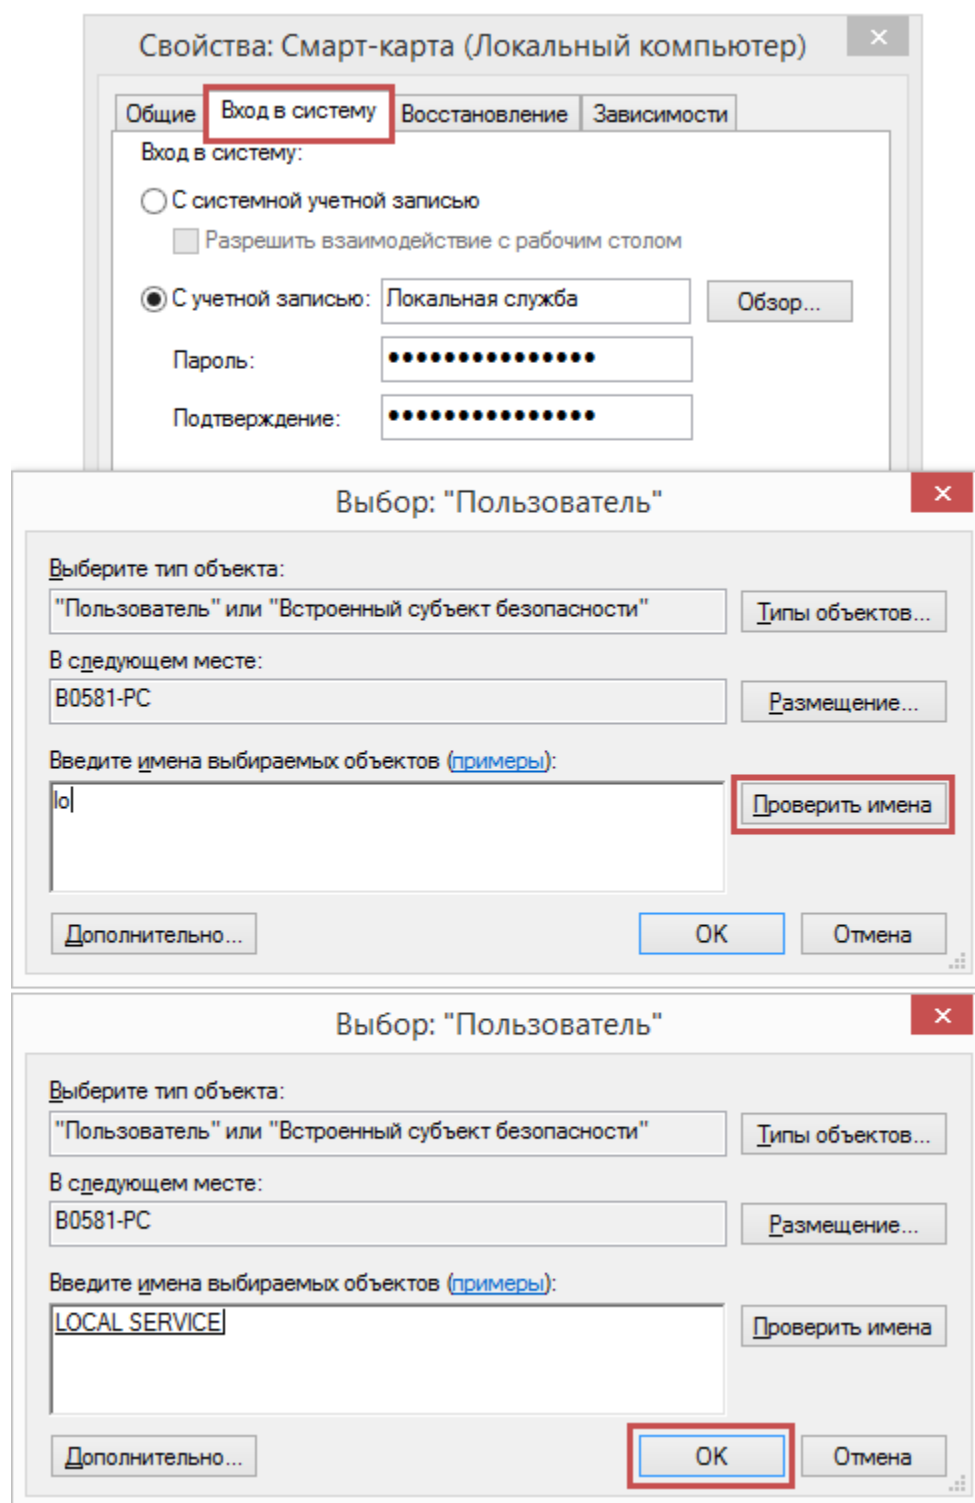 Свойства: Смарт-карта (Локальный компьютер)
Общие Вход в систему Восстановление Зависимости
Вход в систему:
С системной учетной записью
Разрешить взаимодействие с рабочим столом
С учетной записью: Локальная служба Обзор...
Пароль: •••••••••••••••
Подтверждение: •••••••••••••••
Выбор: "Пользователь"
Выберите тип объекта:
"Пользователь" или "Встроенный субъект безопасности" Типы объектов...
В следующем месте:
B0581-PC Размещение...
Введите имена выбираемых объектов (примеры):
lo Проверить имена
Дополнительно... ОК Отмена
Выбор: "Пользователь"
Выберите тип объекта:
"Пользователь" или "Встроенный субъект безопасности" Типы объектов...
В следующем месте:
B0581-PC Размещение...
Введите имена выбираемых объектов (примеры):
LOCAL SERVICE Проверить имена
Дополнительно... ОК Отмена